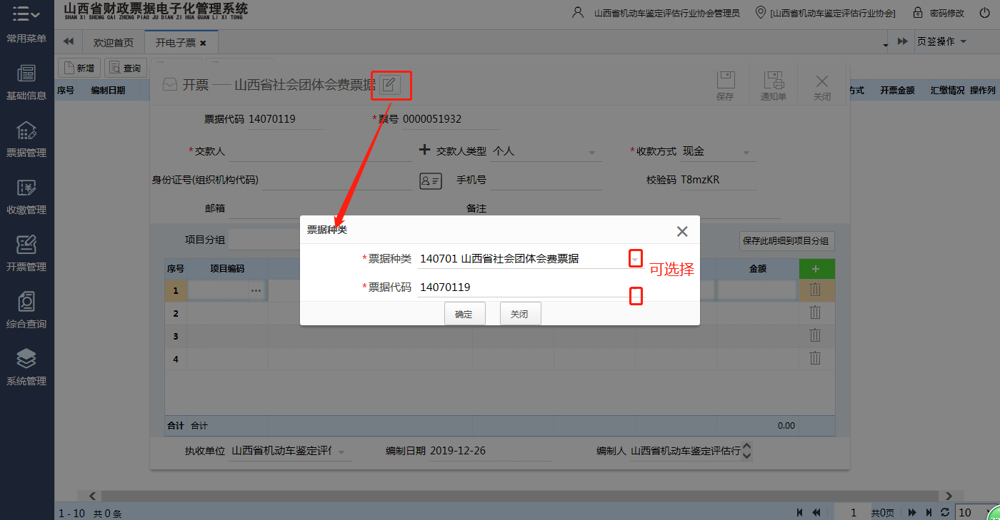 山西省财政票据电子化管理系统
SHAN XI SHENG CAI ZHENG PIAO JU DIAN ZI HUA GUAN LI XI TONG
山西省机动车鉴定评估行业协会管理员 [山西省机动车鉴定评估行业协会] 密码修改
常用菜单
基础信息
票据管理
收缴管理
开票管理
综合查询
系统管理
欢迎首页 开电子票 页签操作
新增 查询
序号 编制日期 方式 开票金额 汇缴情况 操作列
开票 —— 山西省社会团体会费票据 保存 通知单 关闭
票据代码 14070119 *票号 0000051932
*交款人 交款人类型 个人 *收款方式 现金
身份证号(组织机构代码) 手机号 校验码 T8mzKR
邮箱 备注
项目分组 保存此明细到项目分组
序号 项目编码 金额 +
1 ...
2
3
4
票据种类
*票据种类 140701 山西省社会团体会费票据
可选择
*票据代码 14070119
确定 关闭
合计 合计 0.00
执收单位 山西省机动车鉴定评 编制日期 2019-12-26 编制人 山西省机动车鉴定评估行
1 - 10 共 0 条 1 共0页 10